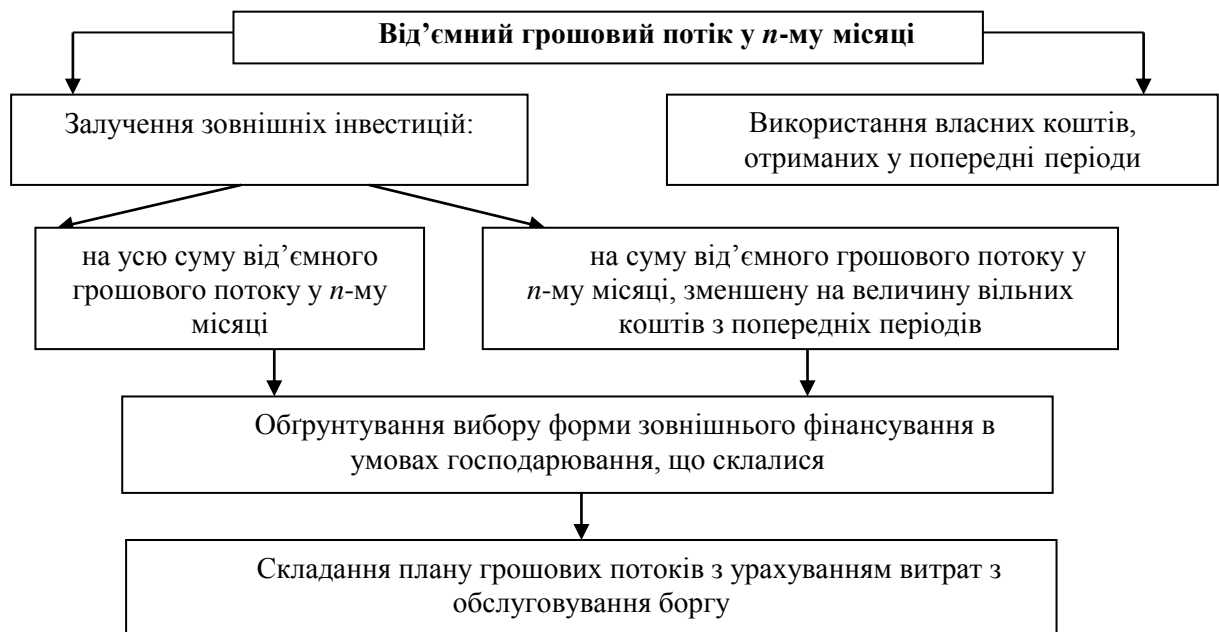 Від’ємний грошовий потік у n-му місяці
Залучення зовнішніх інвестицій:
Використання власних коштів,
отриманих у попередні періоди
на усю суму від’ємного
грошового потоку у n-му
місяці
на суму від’ємного грошового потоку у
n-му місяці, зменшену на величину вільних
коштів з попередніх періодів
Обґрунтування вибору форми зовнішнього фінансування в
умовах господарювання, що склалися
Складання плану грошових потоків з урахуванням витрат з
обслуговування боргу